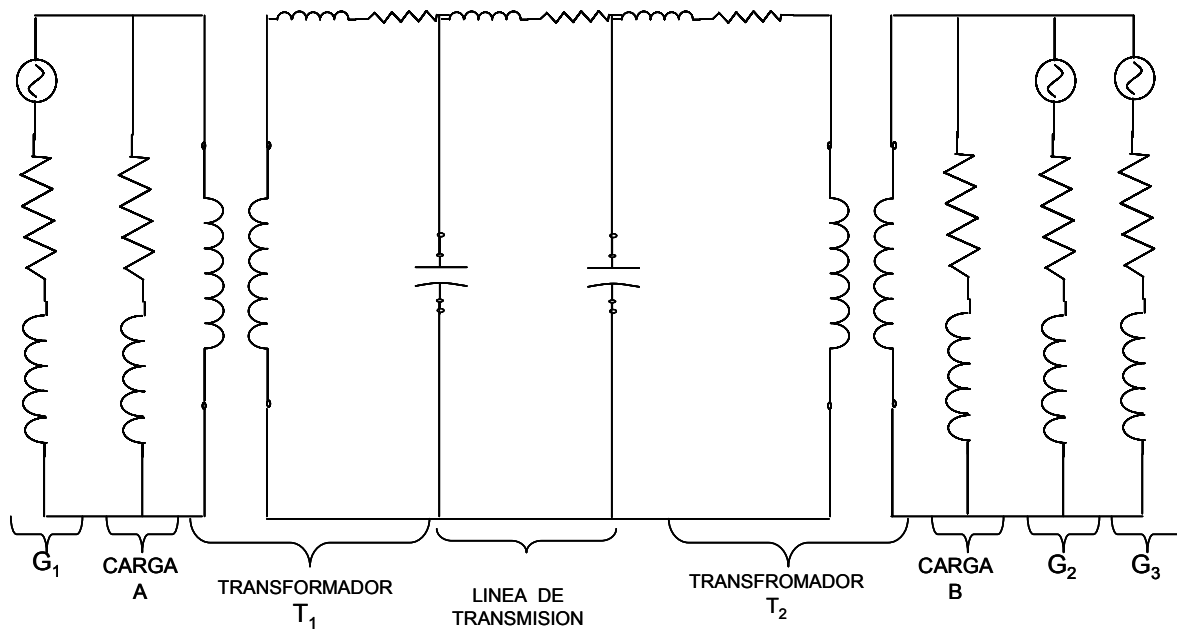 G1
CARGA
A
TRANSFORMADOR
T1
LINEA DE
TRANSMISION
TRANSFROMADOR
T2
CARGA
B
G2
G3